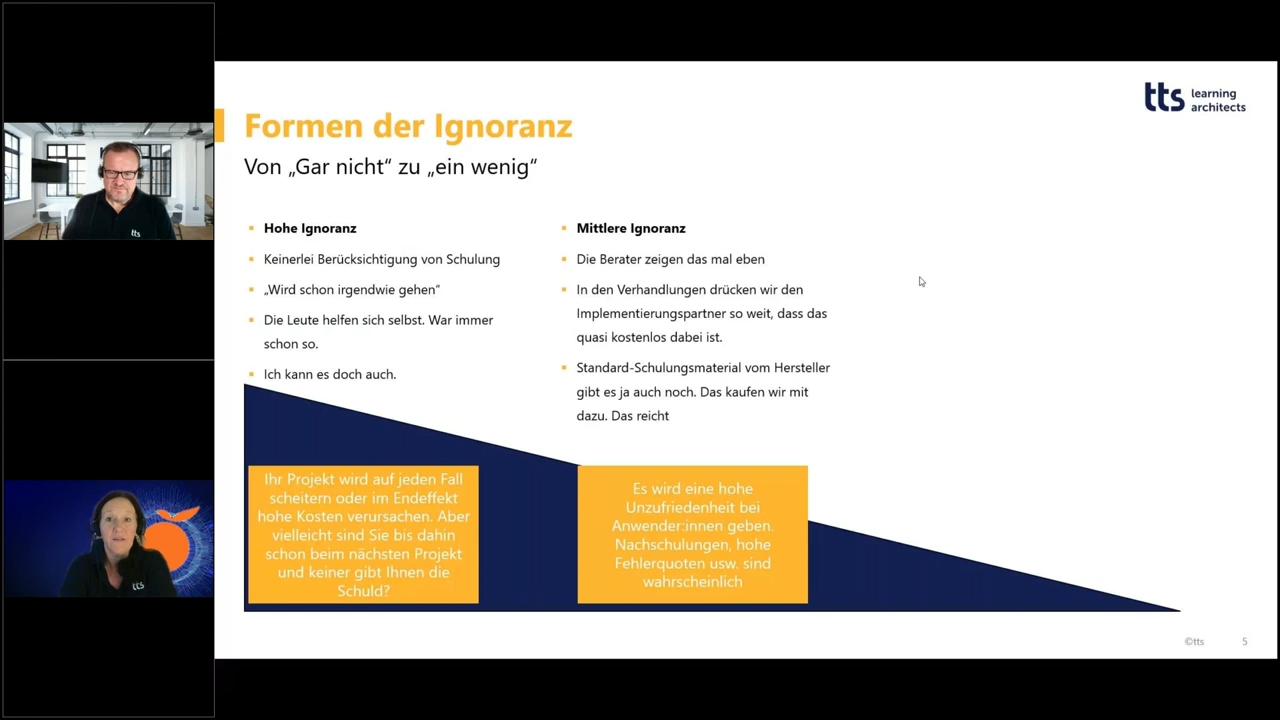 tts learning
architects
Formen der Ignoranz
Von „Gar nicht“ zu „ein wenig“
Hohe Ignoranz
Keinerlei Berücksichtigung von Schulung
„Wird schon irgendwie gehen“
Die Leute helfen sich selbst. War immer
schon so.
Ich kann es doch auch.
Mittlere Ignoranz
Die Berater zeigen das mal eben
In den Verhandlungen drücken wir den
Implementierungspartner so weit, dass das
quasi kostenlos dabei ist.
Standard-Schulungsmaterial vom Hersteller
gibt es ja auch noch. Das kaufen wir mit
dazu. Das reicht
Ihr Projekt wird auf jeden Fall
scheitern oder im Endeffekt
hohe Kosten verursachen. Aber
vielleicht sind Sie bis dahin
schon beim nächsten Projekt
und keiner gibt Ihnen die
Schuld?
Es wird eine hohe
Unzufriedenheit bei
Anwender:innen geben.
Nachschulungen, hohe
Fehlerquoten usw. sind
wahrscheinlich
©tts 5
tts
tts